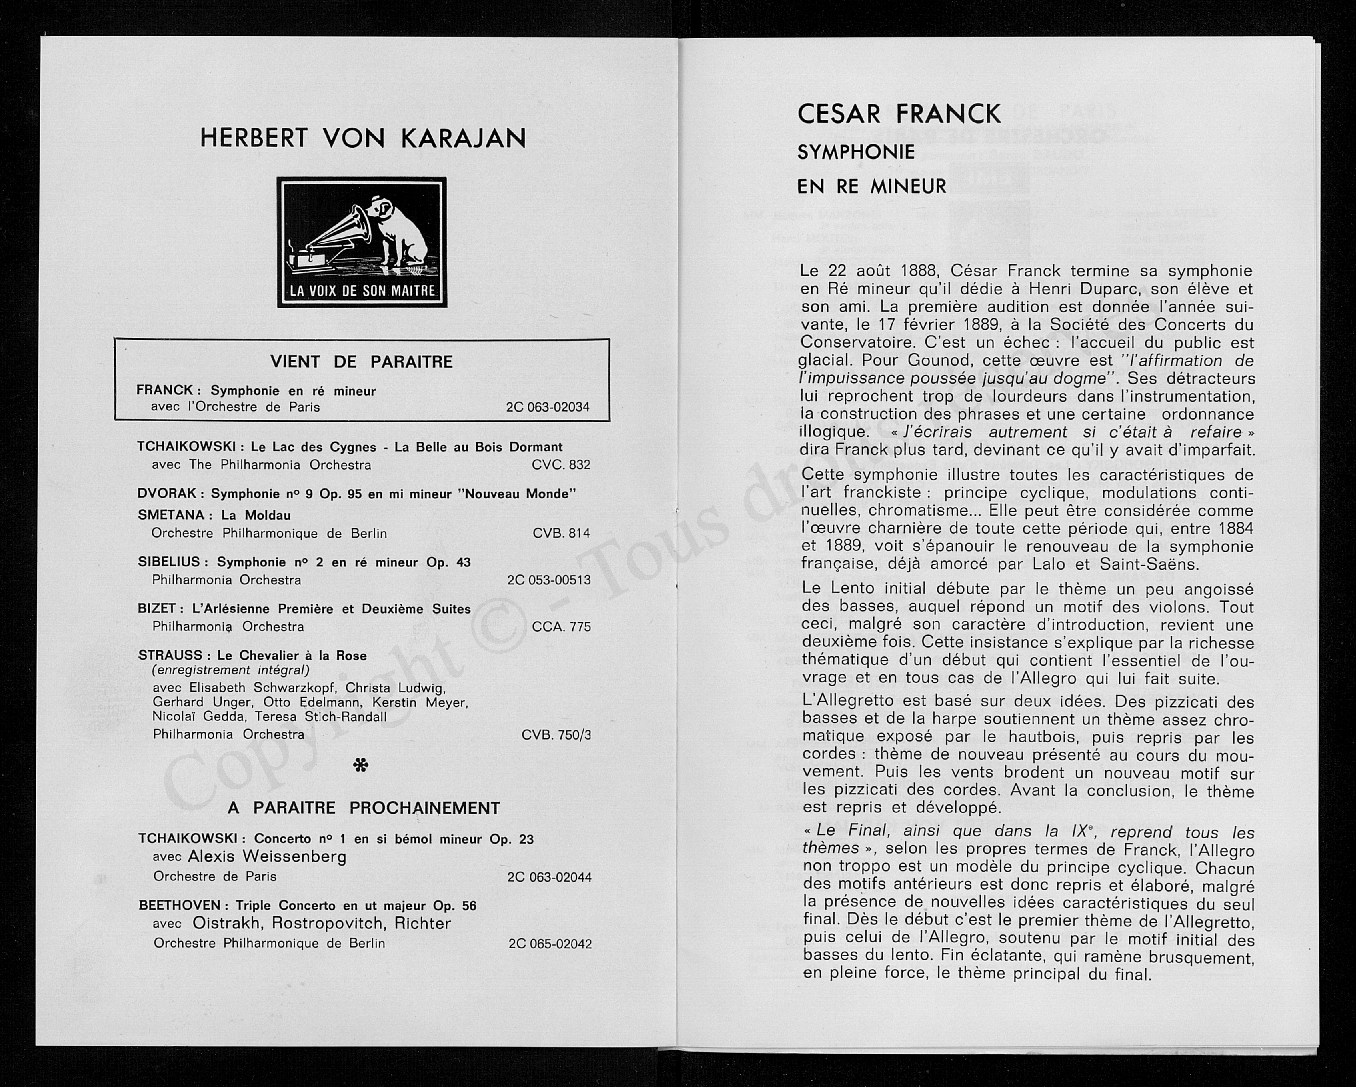 HERBERT VON KARAJAN
LA VOIX DE SON MAITRE
VIENT DE PARAITRE
FRANCK : Symphonie en ré mineur
avec l'Orchestre de Paris 2C 063-02034
TCHAIKOWSKI : Le Lac des Cygnes - La Belle au Bois Dormant
avec The Philharmonia Orchestra CVC. 832
DVORAK : Symphonie nº 9 Op. 95 en mi mineur "Nouveau Monde"
SMETANA : La Moldau
Orchestre Philharmonique de Berlin CVB. 814
SIBELIUS : Symphonie nº 2 en ré mineur Op. 43
Philharmonia Orchestra 2C 053-00513
BIZET : L'Arlésienne Première et Deuxième Suites
Philharmonia Orchestra CCA. 775
STRAUSS : Le Chevalier à la Rose
(enregistrement intégral)
avec Elisabeth Schwarzkopf, Christa Ludwig,
Gerhard Unger, Otto Edelmann, Kerstin Meyer,
Nicolaï Gedda, Teresa Stich-Randall
Philharmonia Orchestra CVB. 750/3
A PARAITRE PROCHAINEMENT
TCHAIKOWSKI : Concerto nº 1 en si bémol mineur Op. 23
avec Alexis Weissenberg
Orchestre de Paris 2C 063-02044
BEETHOVEN : Triple Concerto en ut majeur Op. 56
avec Oistrakh, Rostropovitch, Richter
Orchestre Philharmonique de Berlin 2C 065-02042
CESAR FRANCK
SYMPHONIE
EN RE MINEUR
Le 22 août 1888, César Franck termine sa symphonie
en Ré mineur qu'il dédie à Henri Duparc, son élève et
son ami. La première audition est donnée l'année sui-
vante, le 17 février 1889, à la Société des Concerts du
Conservatoire. C'est un échec : l'accueil du public est
glacial. Pour Gounod, cette œuvre est "l'affirmation de
l'impuissance poussée jusqu'au dogme". Ses détracteurs
lui reprochent trop de lourdeurs dans l'instrumentation,
la construction des phrases et une certaine ordonnance
illogique. « J'écrirais autrement si c'était à refaire »
dira Franck plus tard, devinant ce qu'il y avait d'imparfait.
Cette symphonie illustre toutes les caractéristiques de
l'art franckiste : principe cyclique, modulations conti-
nuelles, chromatisme... Elle peut être considérée comme
l'œuvre charnière de toute cette période qui, entre 1884
et 1889, voit s'épanouir le renouveau de la symphonie
française, déjà amorcé par Lalo et Saint-Saëns.
Le Lento initial débute par le thème un peu angoissé
des basses, auquel répond un motif des violons. Tout
ceci, malgré son caractère d'introduction, revient une
deuxième fois. Cette insistance s'explique par la richesse
thématique d'un début qui contient l'essentiel de l'ou-
vrage et en tous cas de l'Allegro qui lui fait suite.
L'Allegretto est basé sur deux idées. Des pizzicati des
basses et de la harpe soutiennent un thème assez chro-
matique exposé par le hautbois, puis repris par les
cordes : thème de nouveau présenté au cours du mou-
vement. Puis les vents brodent un nouveau motif sur
les pizzicati des cordes. Avant la conclusion, le thème
est repris et développé.
« Le Final, ainsi que dans la IXe, reprend tous les
thèmes », selon les propres termes de Franck, l'Allegro
non troppo est un modèle du principe cyclique. Chacun
des motifs antérieurs est donc repris et élaboré, malgré
la présence de nouvelles idées caractéristiques du seul
final. Dès le début c'est le premier thème de l'Allegretto,
puis celui de l'Allegro, soutenu par le motif initial des
basses du lento. Fin éclatante, qui ramène brusquement,
en pleine force, le thème principal du final.
Copyright © - Tous droits